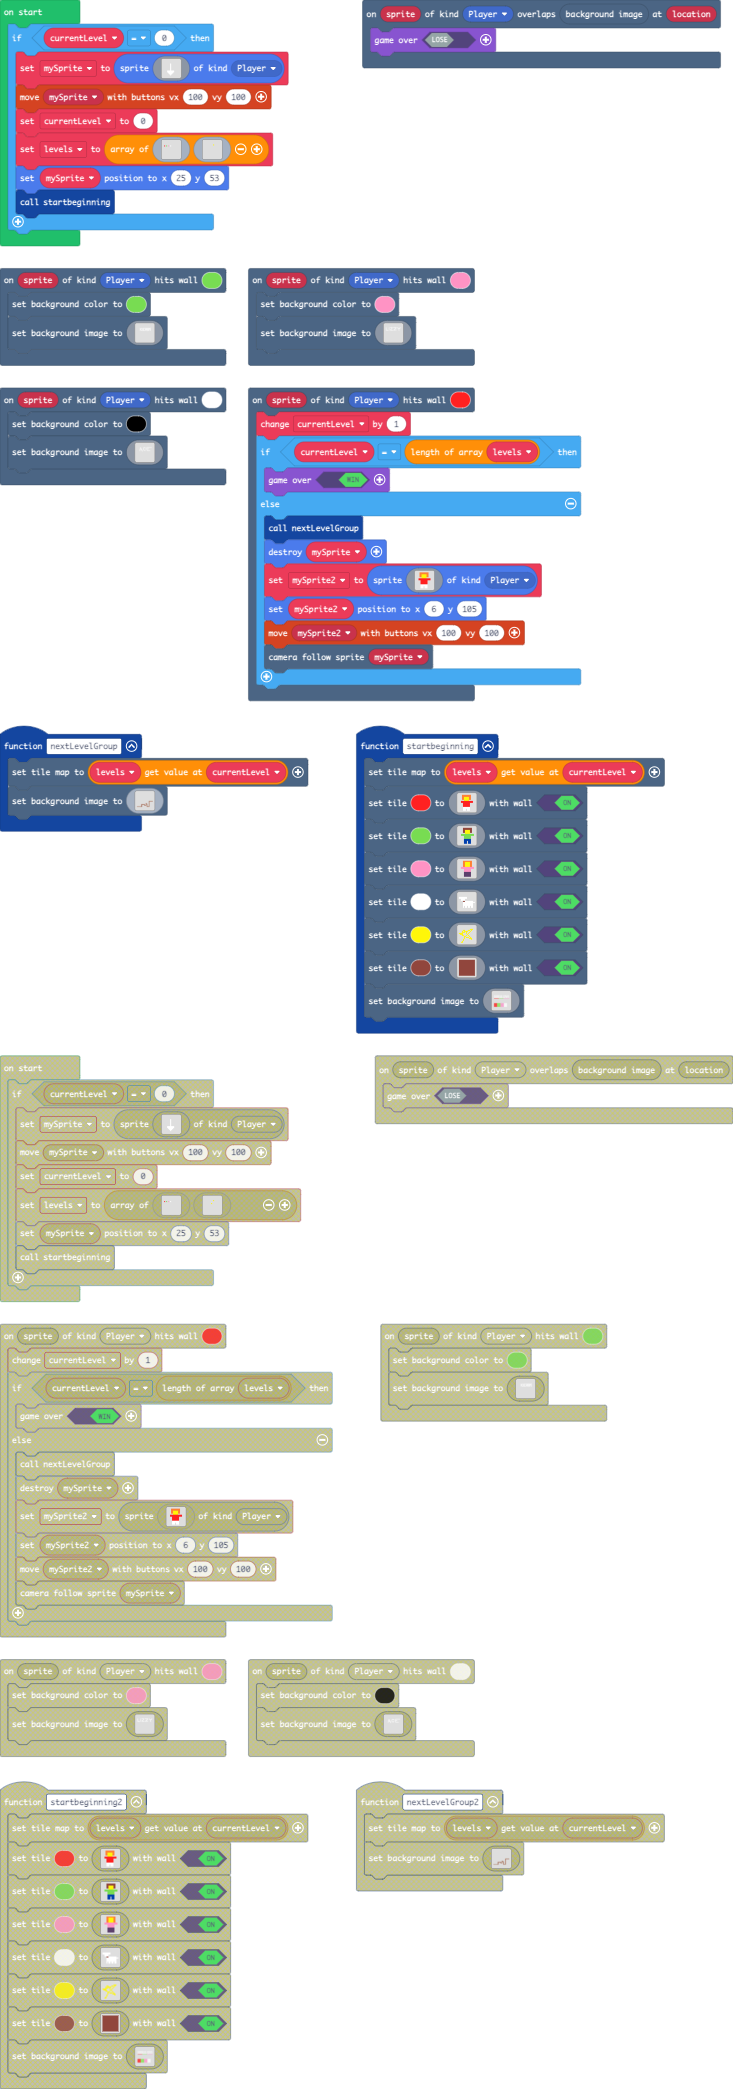 on start
if currentLevel = 0 then
set mySprite to sprite of kind Player
move mySprite with buttons vx 100 vy 100
set currentLevel to 0
set levels to array of
set mySprite position to x 25 y 53
call startbeginning
on sprite of kind Player overlaps background image at location
game over LOSE
on sprite of kind Player hits wall
set background color to
set background image to
on sprite of kind Player hits wall
set background color to
set background image to
on sprite of kind Player hits wall
set background color to
set background image to
on sprite of kind Player hits wall
change currentLevel by 1
if currentLevel = length of array levels then
game over WIN
else
call nextLevelGroup
destroy mySprite
set mySprite2 to sprite of kind Player
set mySprite2 position to x 6 y 105
move mySprite2 with buttons vx 100 vy 100
camera follow sprite mySprite
function nextLevelGroup
set tile map to levels get value at currentLevel
set background image to
function startbeginning
set tile map to levels get value at currentLevel
set tile to with wall ON
set tile to with wall ON
set tile to with wall ON
set tile to with wall ON
set tile to with wall ON
set tile to with wall ON
set background image to
on start
if currentLevel = 0 then
set mySprite to sprite of kind Player
move mySprite with buttons vx 100 vy 100
set currentLevel to 0
set levels to array of
set mySprite position to x 25 y 53
call startbeginning
on sprite of kind Player overlaps background image at location
game over LOSE
on sprite of kind Player hits wall
change currentLevel by 1
if currentLevel = length of array levels then
game over WIN
else
call nextLevelGroup
destroy mySprite
set mySprite2 to sprite of kind Player
set mySprite2 position to x 6 y 105
move mySprite2 with buttons vx 100 vy 100
camera follow sprite mySprite
on sprite of kind Player hits wall
set background color to
set background image to
on sprite of kind Player hits wall
set background color to
set background image to
on sprite of kind Player hits wall
set background color to
set background image to
function startbeginning2
set tile map to levels get value at currentLevel
set tile to with wall ON
set tile to with wall ON
set tile to with wall ON
set tile to with wall ON
set tile to with wall ON
set tile to with wall ON
set background image to
function nextLevelGroup2
set tile map to levels get value at currentLevel
set background image to